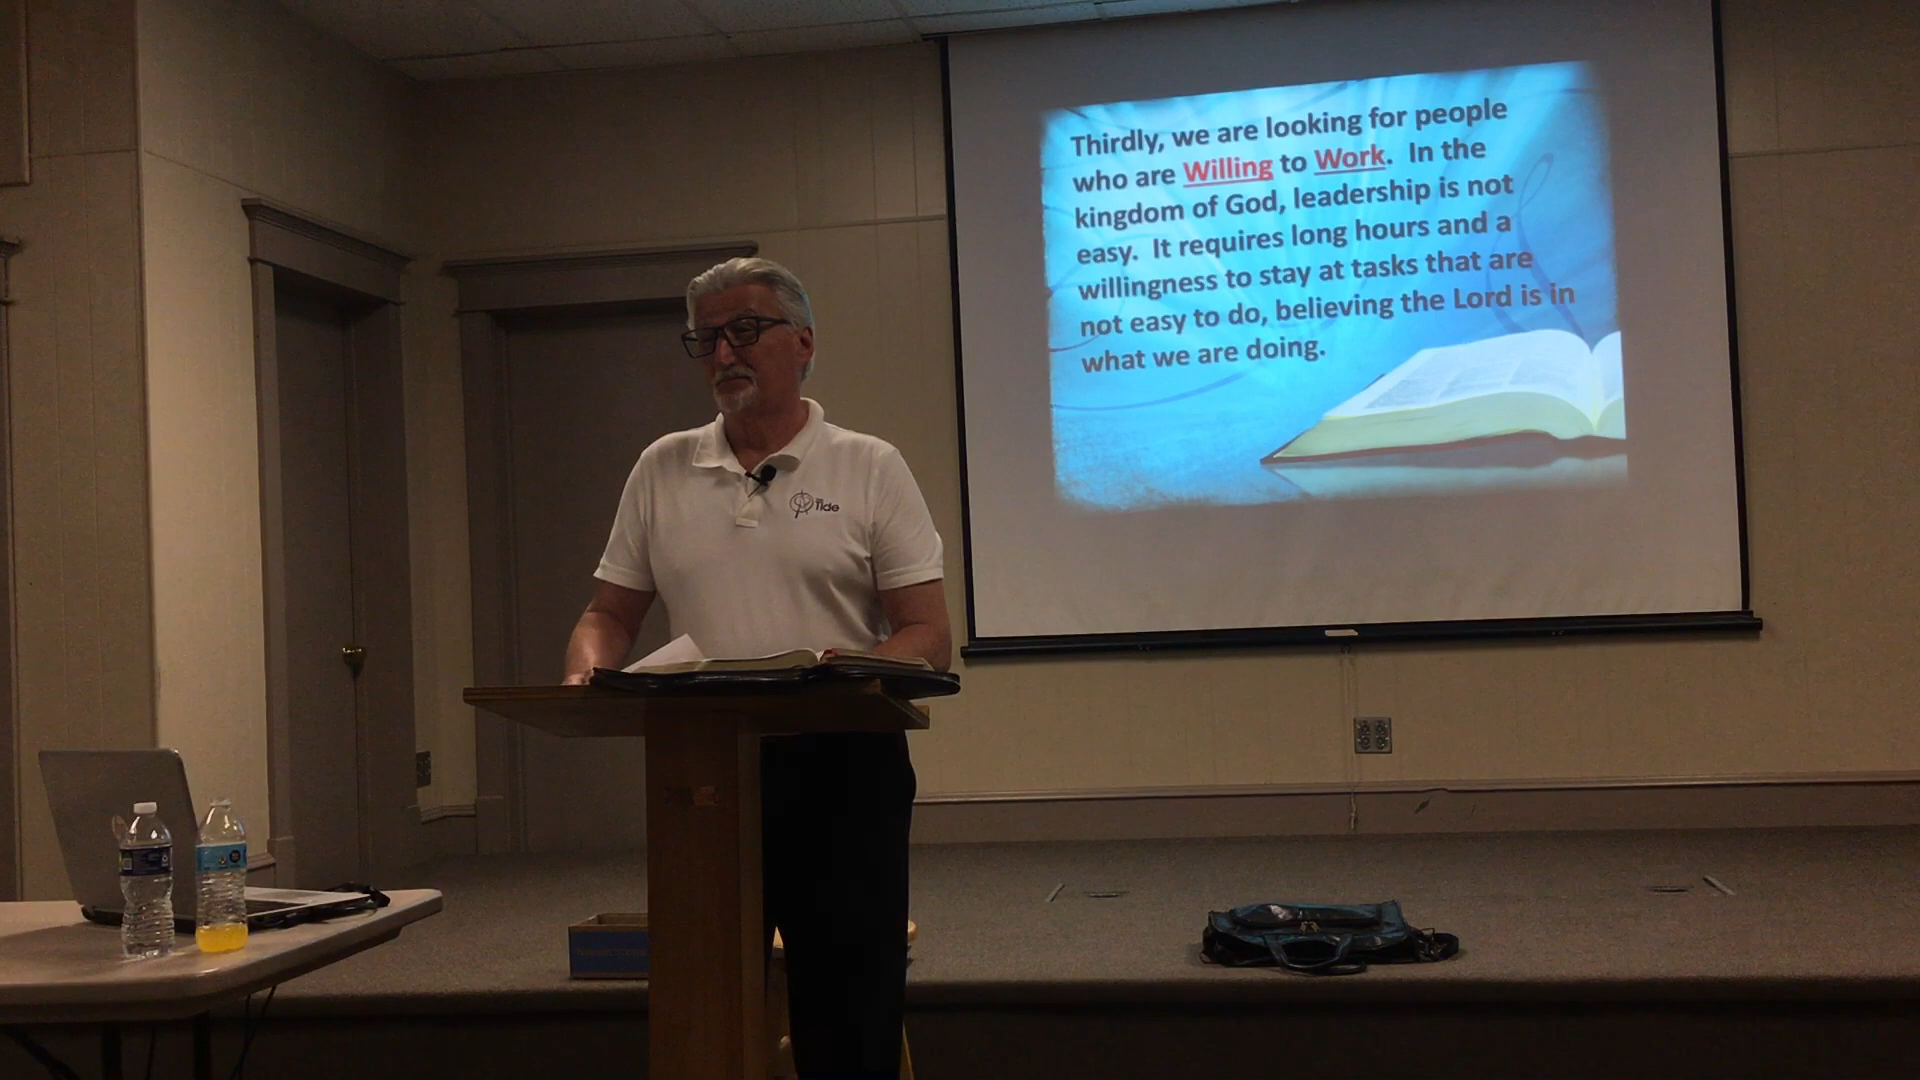 Thirdly, we are looking for people
who are Willing to Work.  In the
kingdom of God, leadership is not
easy.  It requires long hours and a
willingness to stay at tasks that are
not easy to do, believing the Lord is in
what we are doing.
Tide